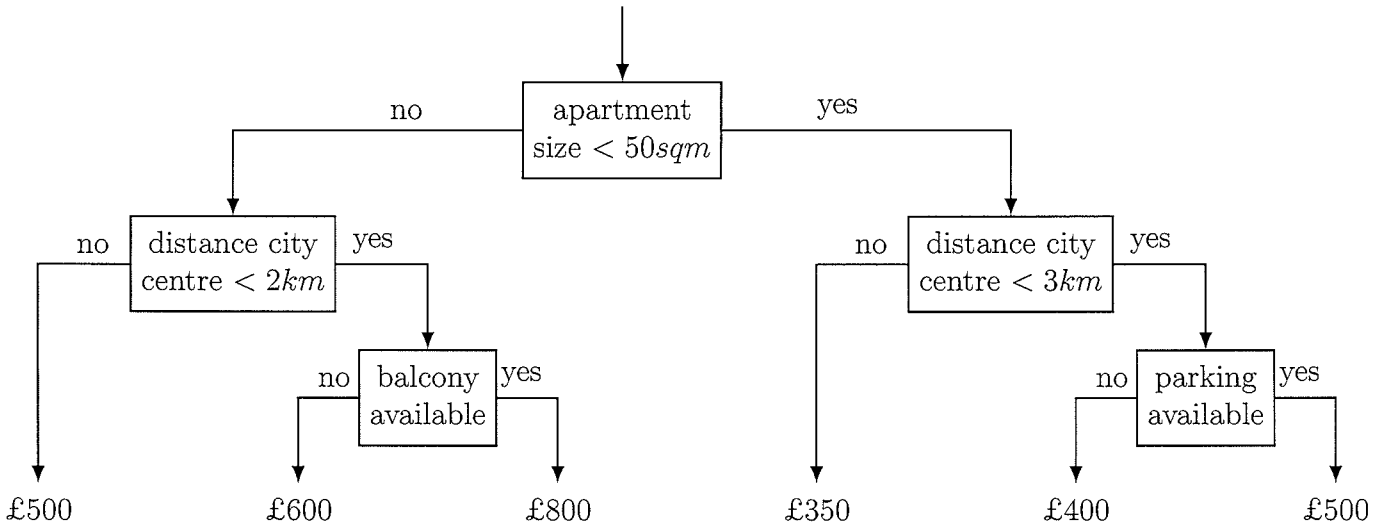 apartment
size < 50sqm
no
yes
distance city
centre < 2km
no
yes
distance city
centre < 3km
no
yes
balcony
available
no
yes
parking
available
no
yes
£500
£600
£800
£350
£400
£500